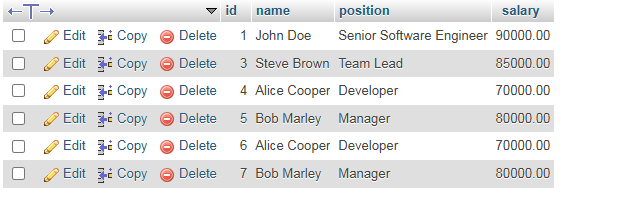 id name position salary
Edit Copy Delete 1 John Doe Senior Software Engineer 90000.00
Edit Copy Delete 3 Steve Brown Team Lead 85000.00
Edit Copy Delete 4 Alice Cooper Developer 70000.00
Edit Copy Delete 5 Bob Marley Manager 80000.00
Edit Copy Delete 6 Alice Cooper Developer 70000.00
Edit Copy Delete 7 Bob Marley Manager 80000.00